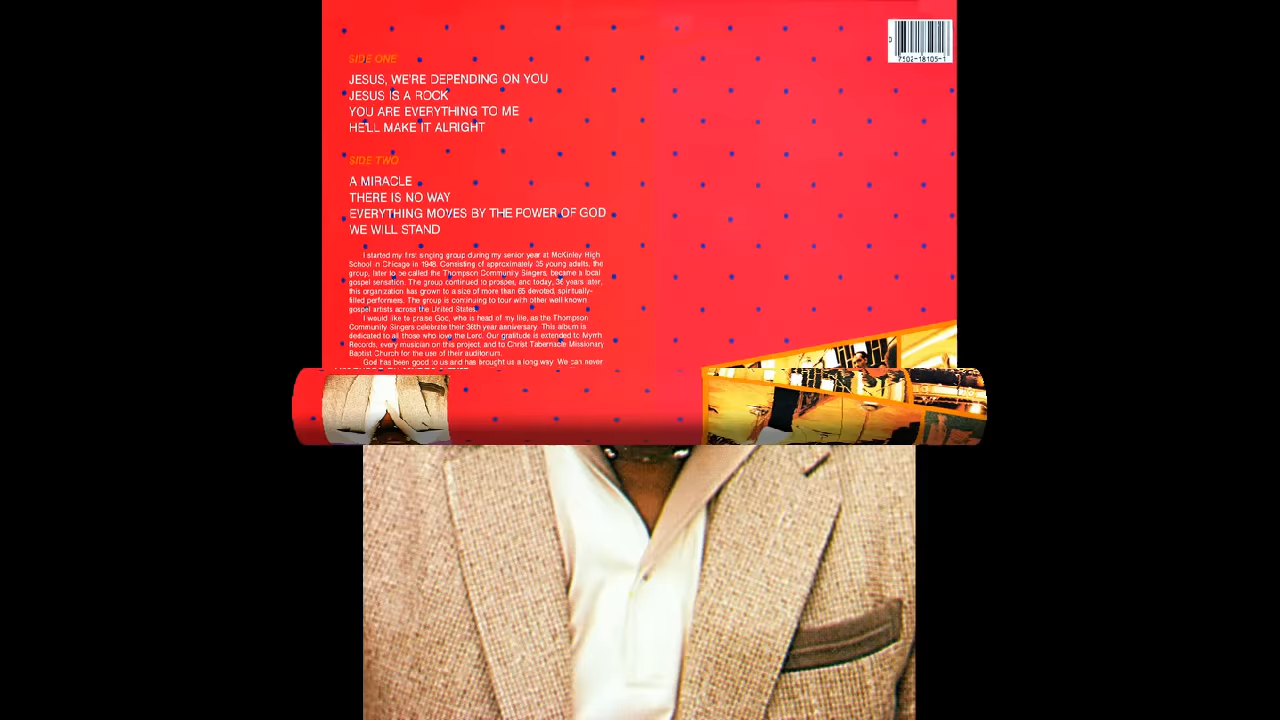 7502-18105-1
SIDE ONE
JESUS, WE'RE DEPENDING ON YOU
JESUS IS A ROCK
YOU ARE EVERYTHING TO ME
HE'LL MAKE IT ALRIGHT
SIDE TWO
A MIRACLE
THERE IS NO WAY
EVERYTHING MOVES BY THE POWER OF GOD
WE WILL STAND
I started my first singing group during my senior year at McKinley High
School in Chicago in 1948. Consisting of approximately 35 young adults, the
group, later to be called the Thompson Community Singers, became a local
gospel sensation. The group continued to prosper, and today, 36 years later,
this organization has grown to a size of more than 65 devoted, spiritually-
filled performers. The group is continuing to tour with other well known
gospel artists across the United States.
I would like to praise God, who is head of my life, as the Thompson
Community Singers celebrate their 36th year anniversary. This album is
dedicated to all those who love the Lord. Our gratitude is extended to Myrrh
Records, every musician on this project, and to Christ Tabernacle Missionary
Baptist Church for the use of their auditorium.
God has been good to us and has brought us a long way. We can never